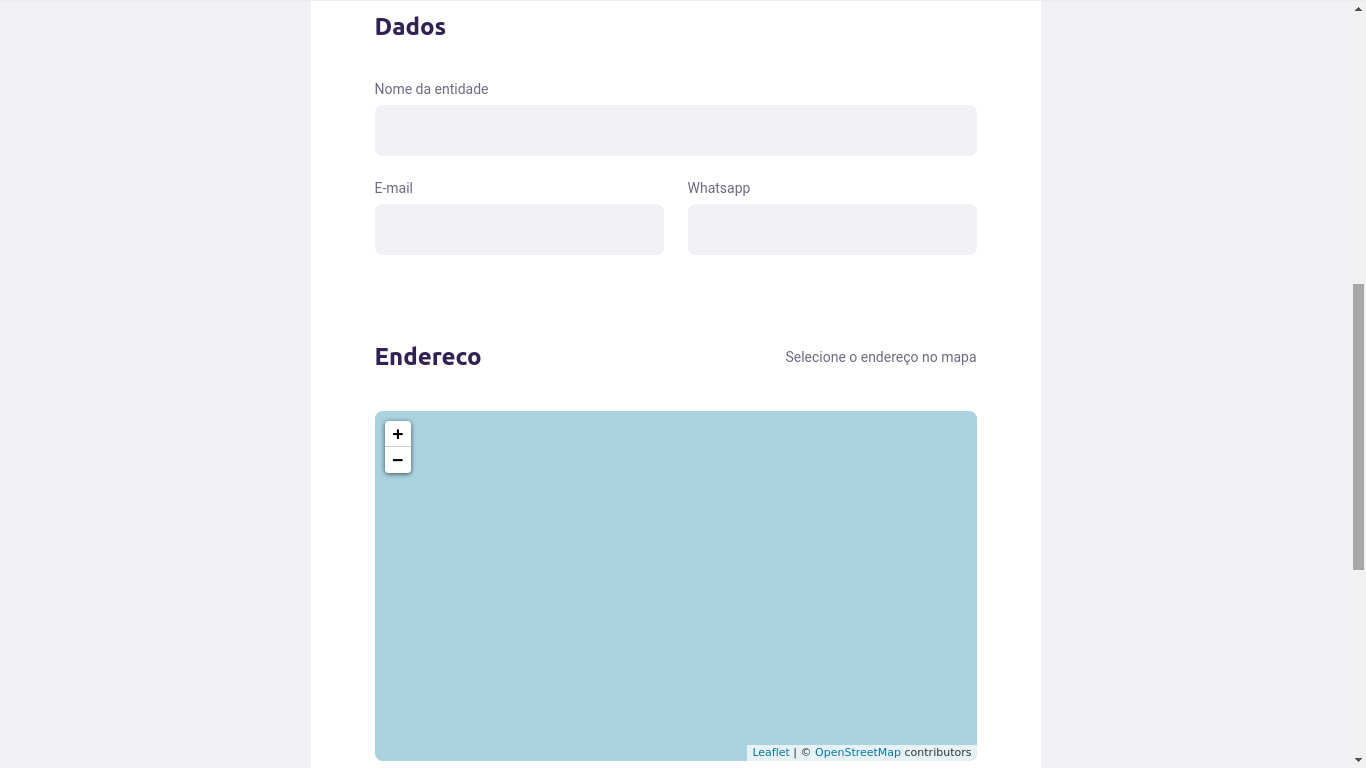 Dados
Nome da entidade
E-mail
Whatsapp
Endereco
Selecione o endereço no mapa
+
−
Leaflet | © OpenStreetMap contributors